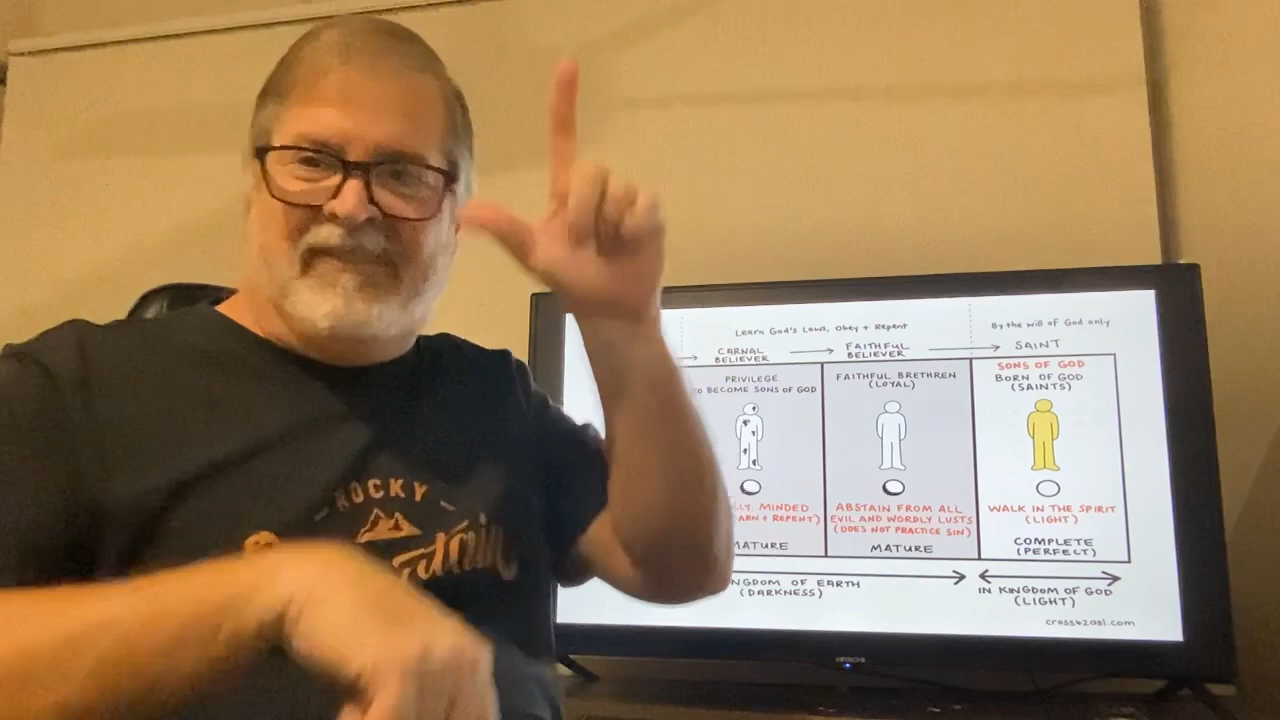 Learn God's Laws, Obey + Repent
By the will of God only
CARNAL
BELIEVER
FAITHFUL
BELIEVER
SAINT
PRIVILEGE
TO BECOME SONS OF GOD
FAITHFUL BRETHREN
(LOYAL)
SONS OF GOD
BORN OF GOD
(SAINTS)
MINDED
+ REPENT)
ABSTAIN FROM ALL
EVIL AND WORDLY LUSTS
(DOES NOT PRACTICE SIN)
WALK IN THE SPIRIT
(LIGHT)
MATURE
MATURE
COMPLETE
(PERFECT)
OF EARTH
(DARKNESS)
IN KINGDOM OF GOD
(LIGHT)
cross42asl.com
HITACHI
ROCKY